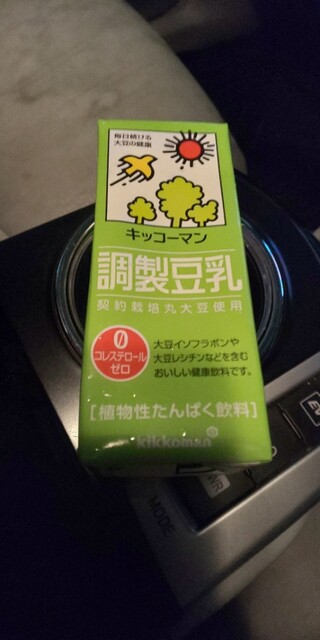 毎日続ける
大豆の健康
キッコーマン
調製豆乳
契約栽培丸大豆使用
0
コレステロール
ゼロ
大豆イソフラボンや
大豆レシチンなどを含む
おいしい健康飲料です。
[植物性たんぱく飲料]
kikkoman
PWR
MODE